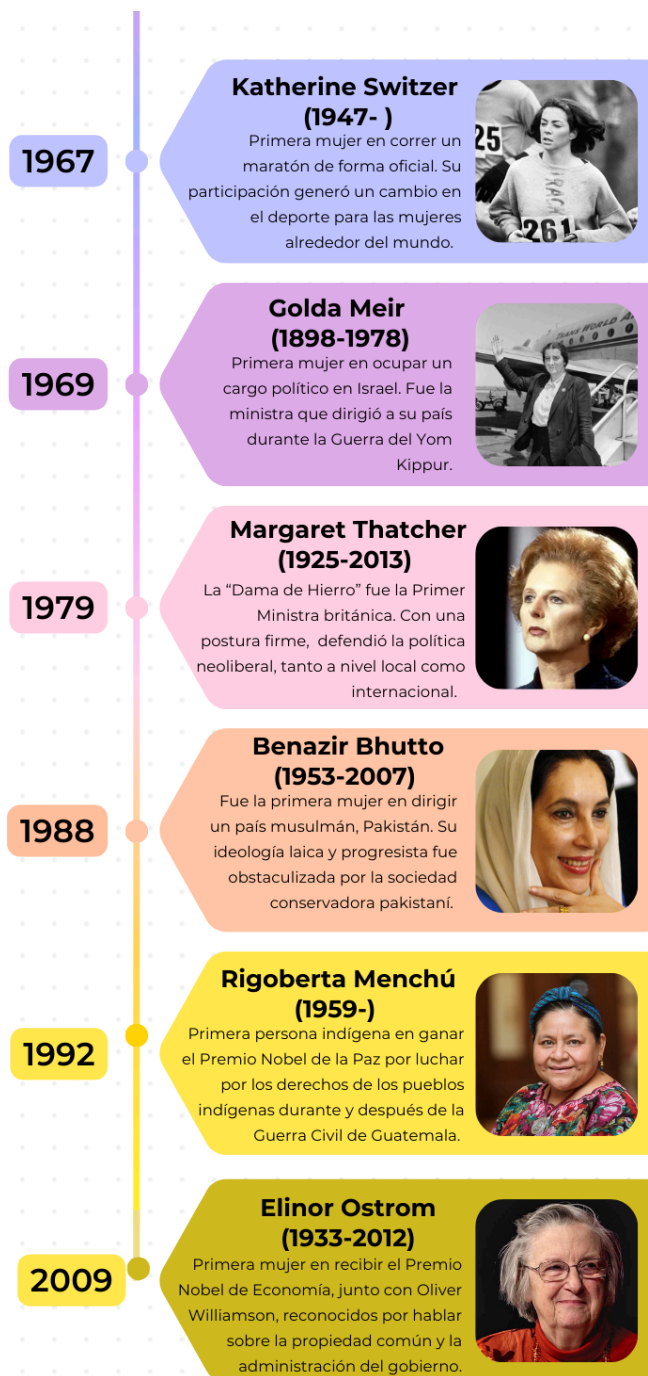 Katherine Switzer
(1947- )
1967
Primera mujer en correr un
maratón de forma oficial. Su
participación generó un cambio en
el deporte para las mujeres
alrededor del mundo.
25
261
Golda Meir
(1898-1978)
1969
Primera mujer en ocupar un
cargo político en Israel. Fue la
ministra que dirigió a su país
durante la Guerra del Yom
Kippur.
TRANS WORLD
Margaret Thatcher
(1925-2013)
1979
La “Dama de Hierro” fue la Primer
Ministra británica. Con una
postura firme, defendió la política
neoliberal, tanto a nivel local como
internacional.
Benazir Bhutto
(1953-2007)
1988
Fue la primera mujer en dirigir
un país musulmán, Pakistán. Su
ideología laica y progresista fue
obstaculizada por la sociedad
conservadora pakistaní.
Rigoberta Menchú
(1959-)
1992
Primera persona indígena en ganar
el Premio Nobel de la Paz por luchar
por los derechos de los pueblos
indígenas durante y después de la
Guerra Civil de Guatemala.
Elinor Ostrom
(1933-2012)
2009
Primera mujer en recibir el Premio
Nobel de Economía, junto con Oliver
Williamson, reconocidos por hablar
sobre la propiedad común y la
administración del gobierno.